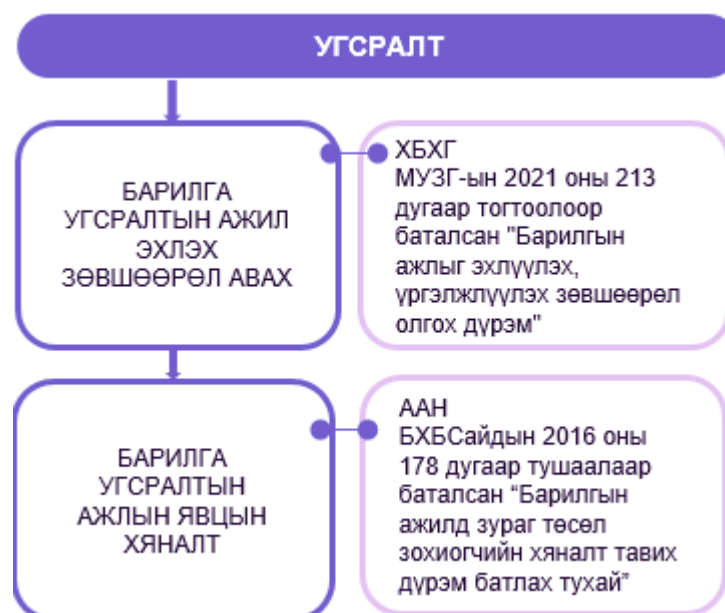 УГСРАЛТ
БАРИЛГА
УГСРАЛТЫН АЖИЛ
ЭХЛЭХ
ЗӨВШӨӨРӨЛ АВАХ
ХБХГ
МУЗГ-ын 2021 оны 213
дугаар тогтоолоор
баталсан "Барилгын
ажлыг эхлүүлэх,
үргэлжлүүлэх зөвшөөрөл
олгох дүрэм"
БАРИЛГА
УГСРАЛТЫН
АЖЛЫН ЯВЦЫН
ХЯНАЛТ
ААН
БХБСайдын 2016 оны
178 дугаар тушаалаар
баталсан “Барилгын
ажилд зураг төсөл
зохиогчийн хяналт тавих
дүрэм батлах тухай”